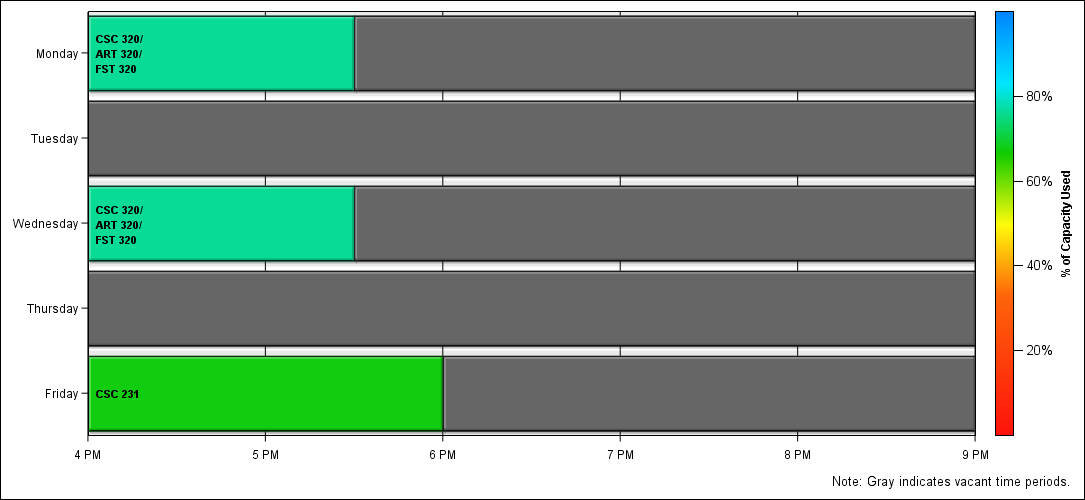 Monday
CSC 320/
ART 320/
FST 320
Tuesday
Wednesday
CSC 320/
ART 320/
FST 320
Thursday
Friday
CSC 231
4 PM 5 PM 6 PM 7 PM 8 PM 9 PM
80%
60%
40%
20%
% of Capacity Used
Note: Gray indicates vacant time periods.